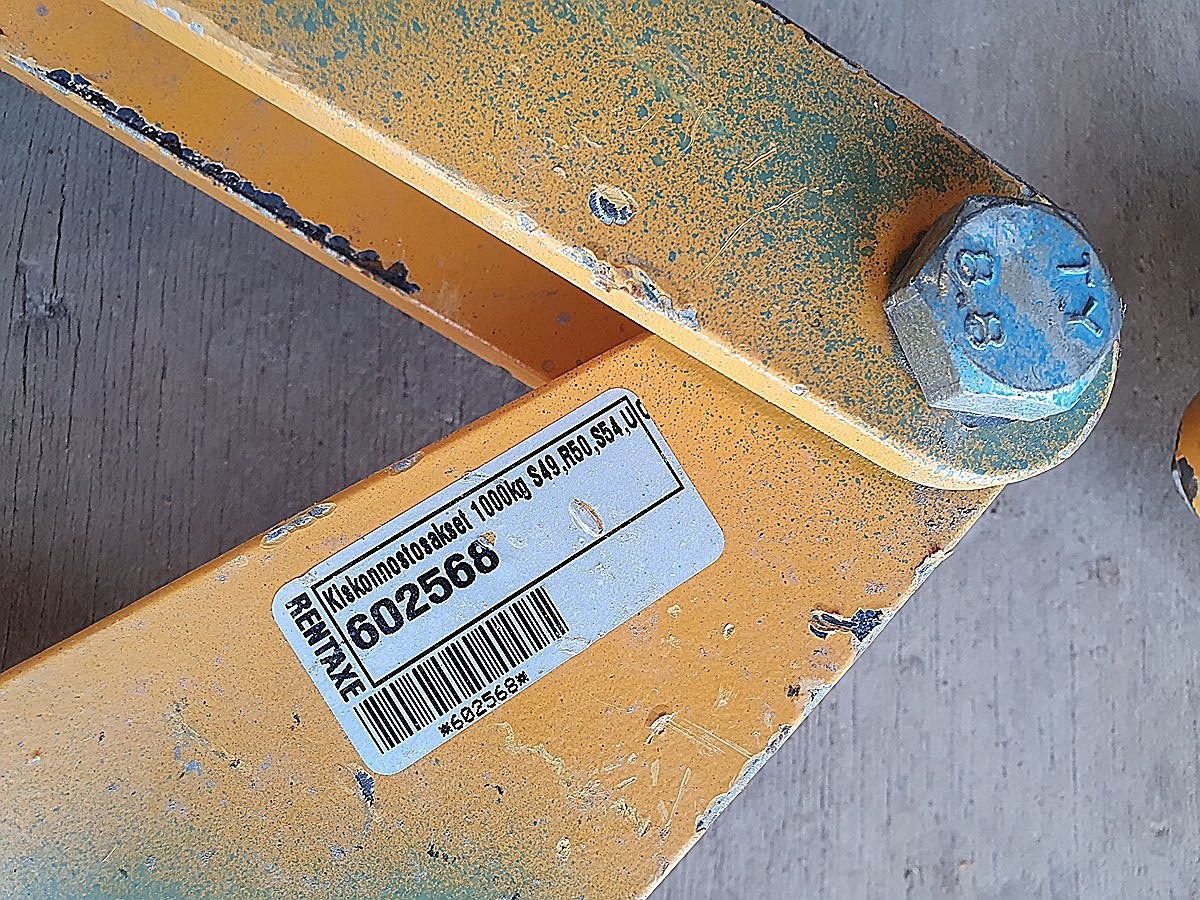 Kiskonnostosakset 1000kg S49,R50,S54,U
602568
RENTAXE
*602568*
TY
8.8